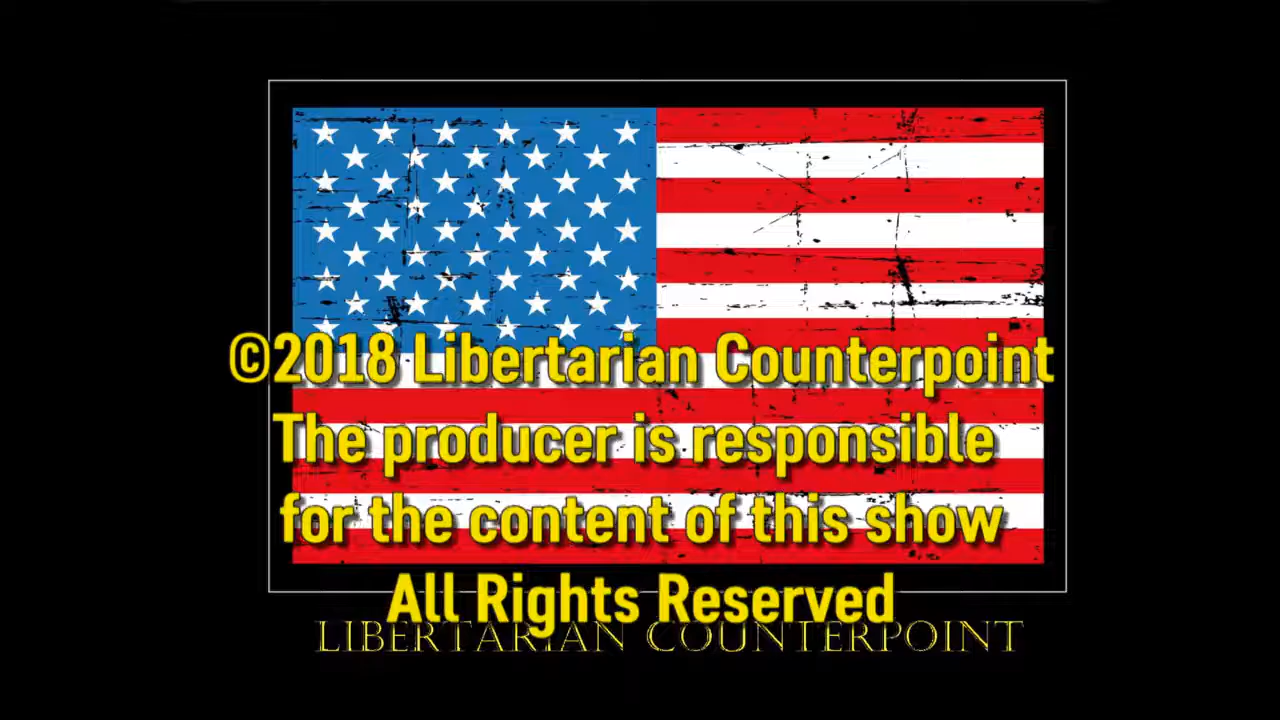 ©2018 Libertarian Counterpoint
The producer is responsible
for the content of this show
All Rights Reserved
LIBERTARIAN COUNTERPOINT